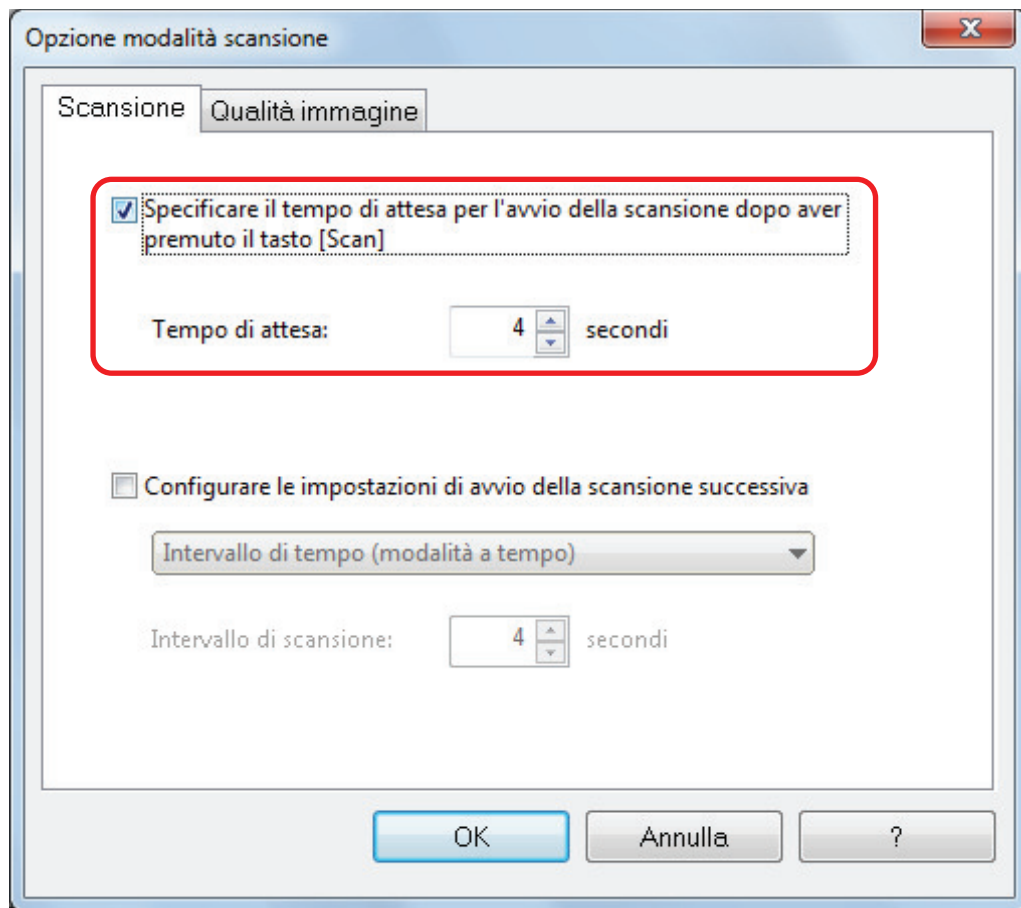 Opzione modalità scansione
Scansione
Qualità immagine
Specificare il tempo di attesa per l'avvio della scansione dopo aver
premuto il tasto [Scan]
Tempo di attesa: 4 secondi
Configurare le impostazioni di avvio della scansione successiva
Intervallo di tempo (modalità a tempo)
Intervallo di scansione: 4 secondi
OK
Annulla
?